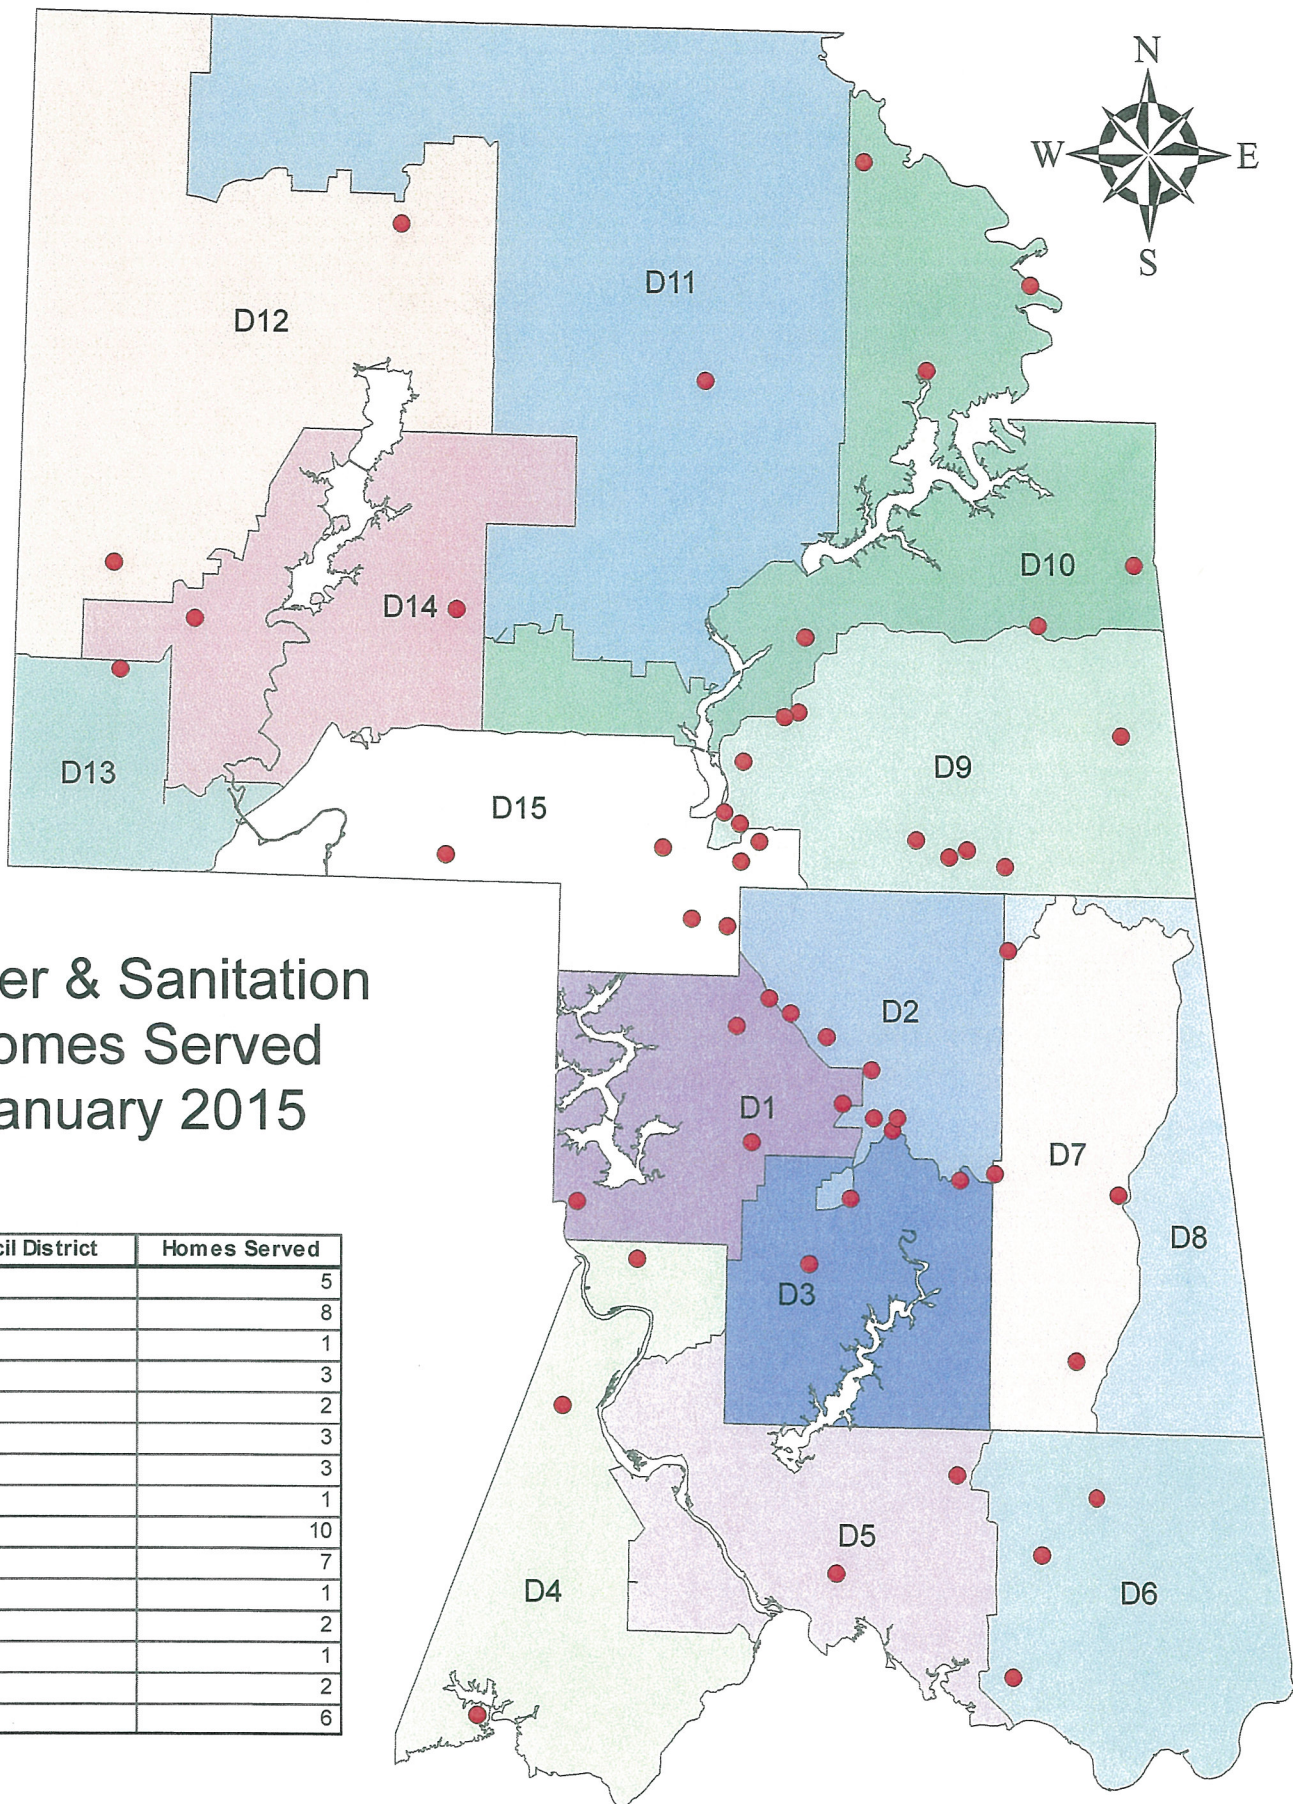 N
W E
S
D11
D12
D10
D14
D9
D13
D15
er & Sanitation
omes Served
anuary 2015
D2
D1
D7
D8
D3
cil District Homes Served
5
8
1
3
2
3
3
1
10
7
1
2
1
2
6
D5
D4
D6